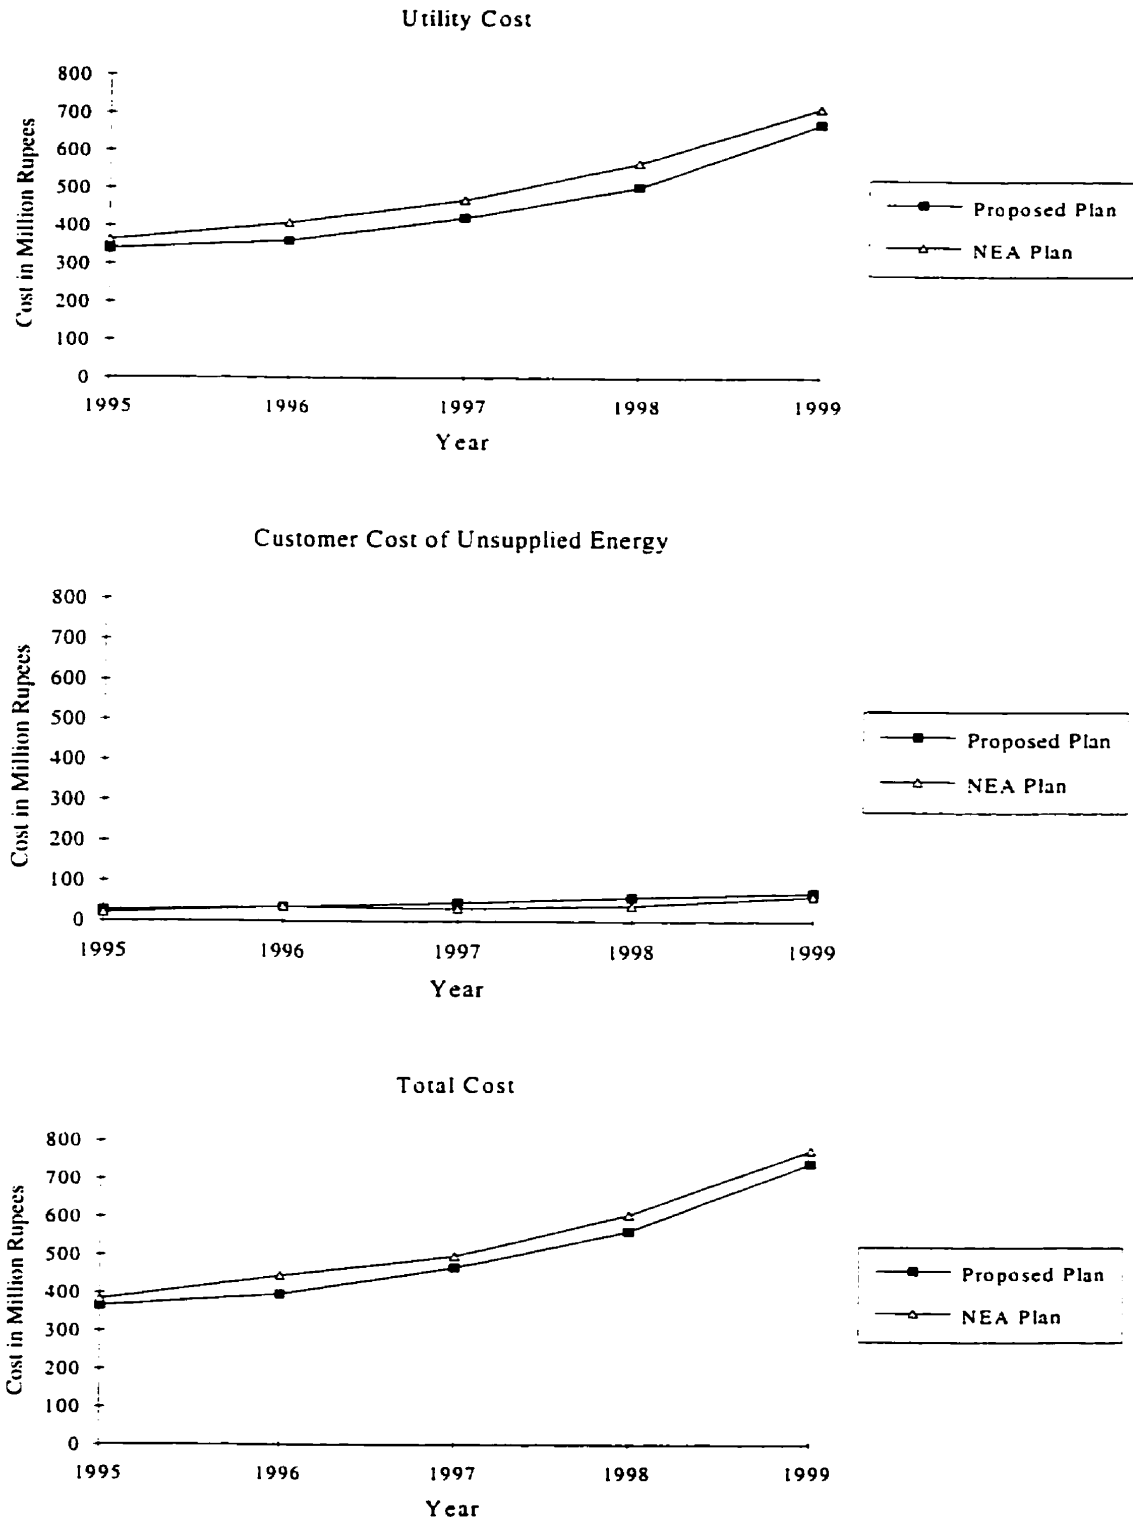 Utility Cost
800
700
600
500
400
300
200
100
0
Cost in Million Rupees
1995 1996 1997 1998 1999
Year
Proposed Plan
NEA Plan
Customer Cost of Unsupplied Energy
800
700
600
500
400
300
200
100
0
Cost in Million Rupees
1995 1996 1997 1998 1999
Year
Proposed Plan
NEA Plan
Total Cost
800
700
600
500
400
300
200
100
0
Cost in Million Rupees
1995 1996 1997 1998 1999
Year
Proposed Plan
NEA Plan